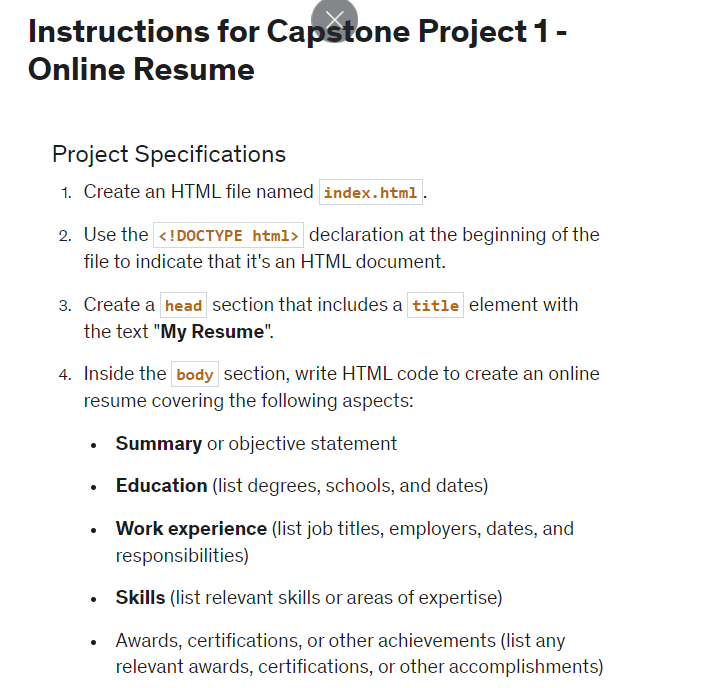 Instructions for Capstone Project 1 -
Online Resume
Project Specifications
1. Create an HTML file named index.html.
2. Use the <!DOCTYPE html> declaration at the beginning of the
file to indicate that it's an HTML document.
3. Create a head section that includes a title element with
the text "My Resume".
4. Inside the body section, write HTML code to create an online
resume covering the following aspects:
• Summary or objective statement
• Education (list degrees, schools, and dates)
• Work experience (list job titles, employers, dates, and
responsibilities)
• Skills (list relevant skills or areas of expertise)
• Awards, certifications, or other achievements (list any
relevant awards, certifications, or other accomplishments)